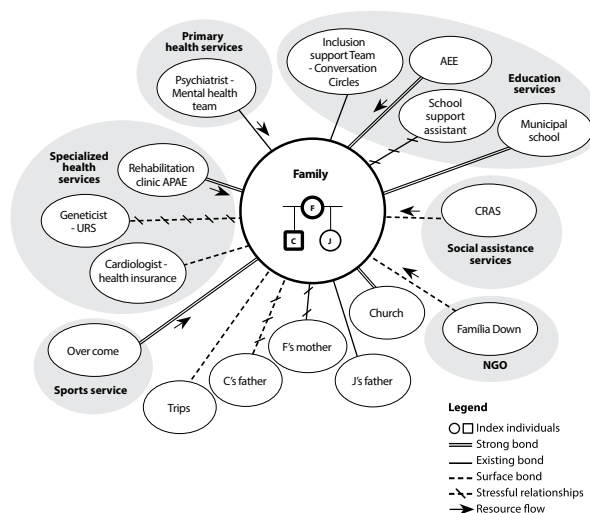 Primary
health services
Psychiatrist -
Mental health
team
Inclusion
support Team
- Conversation
Circles
AEE
Education
services
School
support
assistant
Municipal
school
Specialized
health
services
Rehabilitation
clinic APAE
Geneticist
- URS
Cardiologist -
health insurance
Family
F
C
J
CRAS
Social assistance
services
Over come
Sports service
Trips
C's father
F's mother
J's father
Church
Família Down
NGO
Legend
Index individuals
Strong bond
Existing bond
Surface bond
Stressful relationships
Resource flow